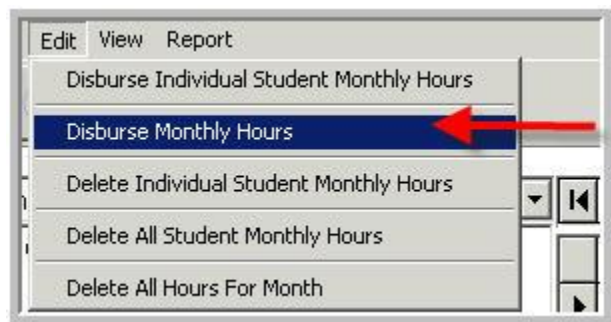 Edit View Report
Disburse Individual Student Monthly Hours
Disburse Monthly Hours
Delete Individual Student Monthly Hours
Delete All Student Monthly Hours
Delete All Hours For Month